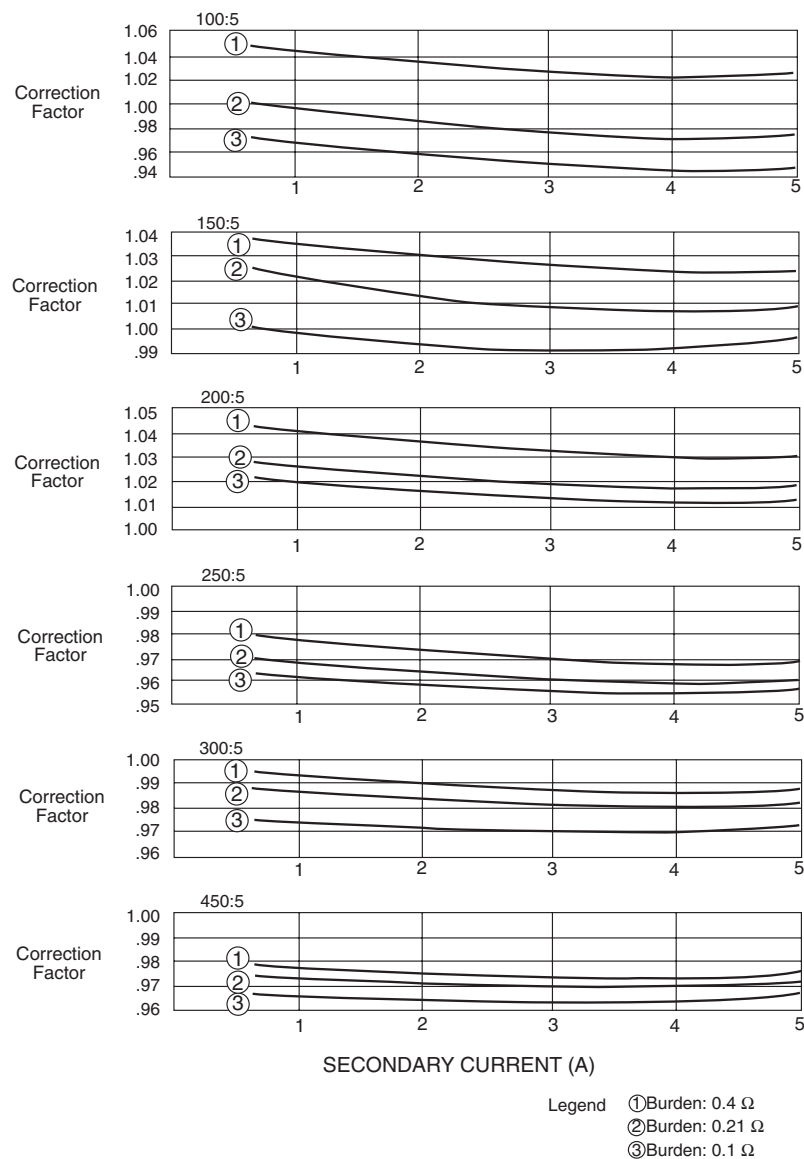 100:5
1.06
1.04
1.02
1.00
.98
.96
.94
Correction
Factor
① ② ③
1 2 3 4 5
150:5
1.04
1.03
1.02
1.01
1.00
.99
Correction
Factor
① ② ③
1 2 3 4 5
200:5
1.05
1.04
1.03
1.02
1.01
1.00
Correction
Factor
① ② ③
1 2 3 4 5
250:5
1.00
.99
.98
.97
.96
.95
Correction
Factor
① ② ③
1 2 3 4 5
300:5
1.00
.99
.98
.97
.96
Correction
Factor
① ② ③
1 2 3 4 5
450:5
1.00
.99
.98
.97
.96
Correction
Factor
① ② ③
1 2 3 4 5
SECONDARY CURRENT (A)
Legend ①Burden: 0.4 Ω
②Burden: 0.21 Ω
③Burden: 0.1 Ω